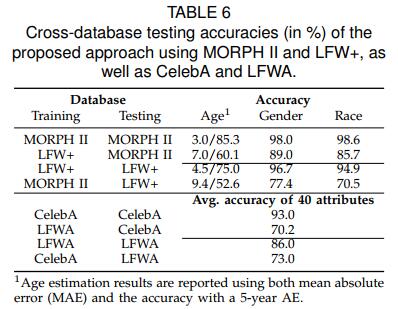 TABLE 6
Cross-database testing accuracies (in %) of the
proposed approach using MORPH II and LFW+, as
well as CelebA and LFWA.
Database Accuracy
Training Testing Age¹ Gender Race
MORPH II MORPH II 3.0/85.3 98.0 98.6
LFW+ MORPH II 7.0/60.1 89.0 85.7
LFW+ LFW+ 4.5/75.0 96.7 94.9
MORPH II LFW+ 9.4/52.6 77.4 70.5
Avg. accuracy of 40 attributes
CelebA CelebA 93.0
LFWA CelebA 70.2
LFWA LFWA 86.0
CelebA LFWA 73.0
¹Age estimation results are reported using both mean absolute
error (MAE) and the accuracy with a 5-year AE.